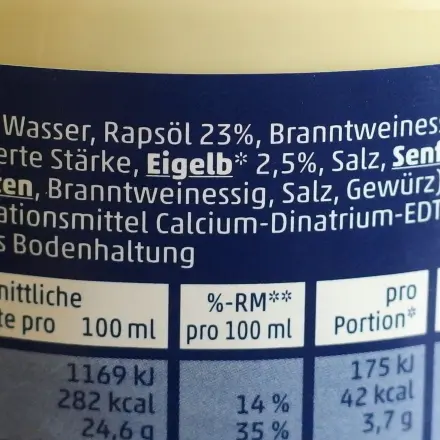 Wasser, Rapsöl 23%, Branntweiness
erte Stärke, Eigelb* 2,5%, Salz, Senf
en, Branntweinessig, Salz, Gewürz)
ationsmittel Calcium-Dinatrium-EDT
s Bodenhaltung
nittliche %-RM** pro
te pro 100 ml pro 100 ml Portion*
1169 kJ 175 kJ
282 kcal 14 % 42 kcal
24,6 g 35 % 3,7 g